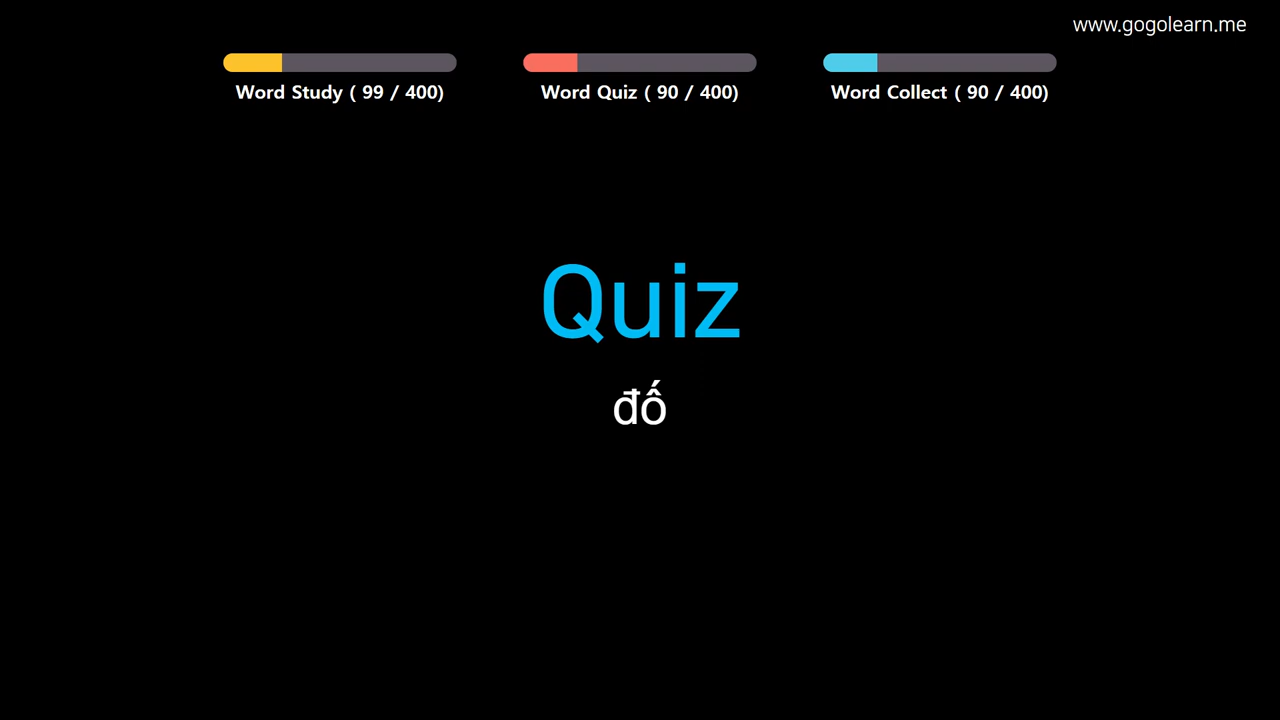 www.gogolearn.me
Word Study ( 99 / 400)
Word Quiz ( 90 / 400)
Word Collect ( 90 / 400)
Quiz
đố